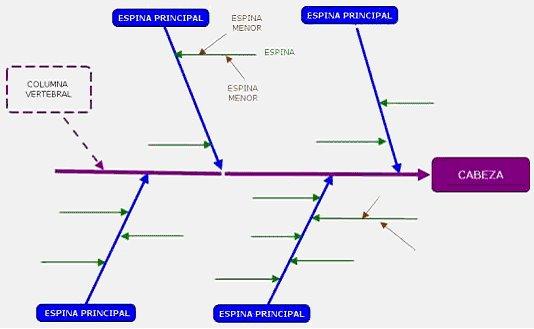 ESPINA PRINCIPAL
ESPINA PRINCIPAL
ESPINA
MENOR
ESPINA
ESPINA
MENOR
COLUMNA
VERTEBRAL
CABEZA
ESPINA PRINCIPAL
ESPINA PRINCIPAL